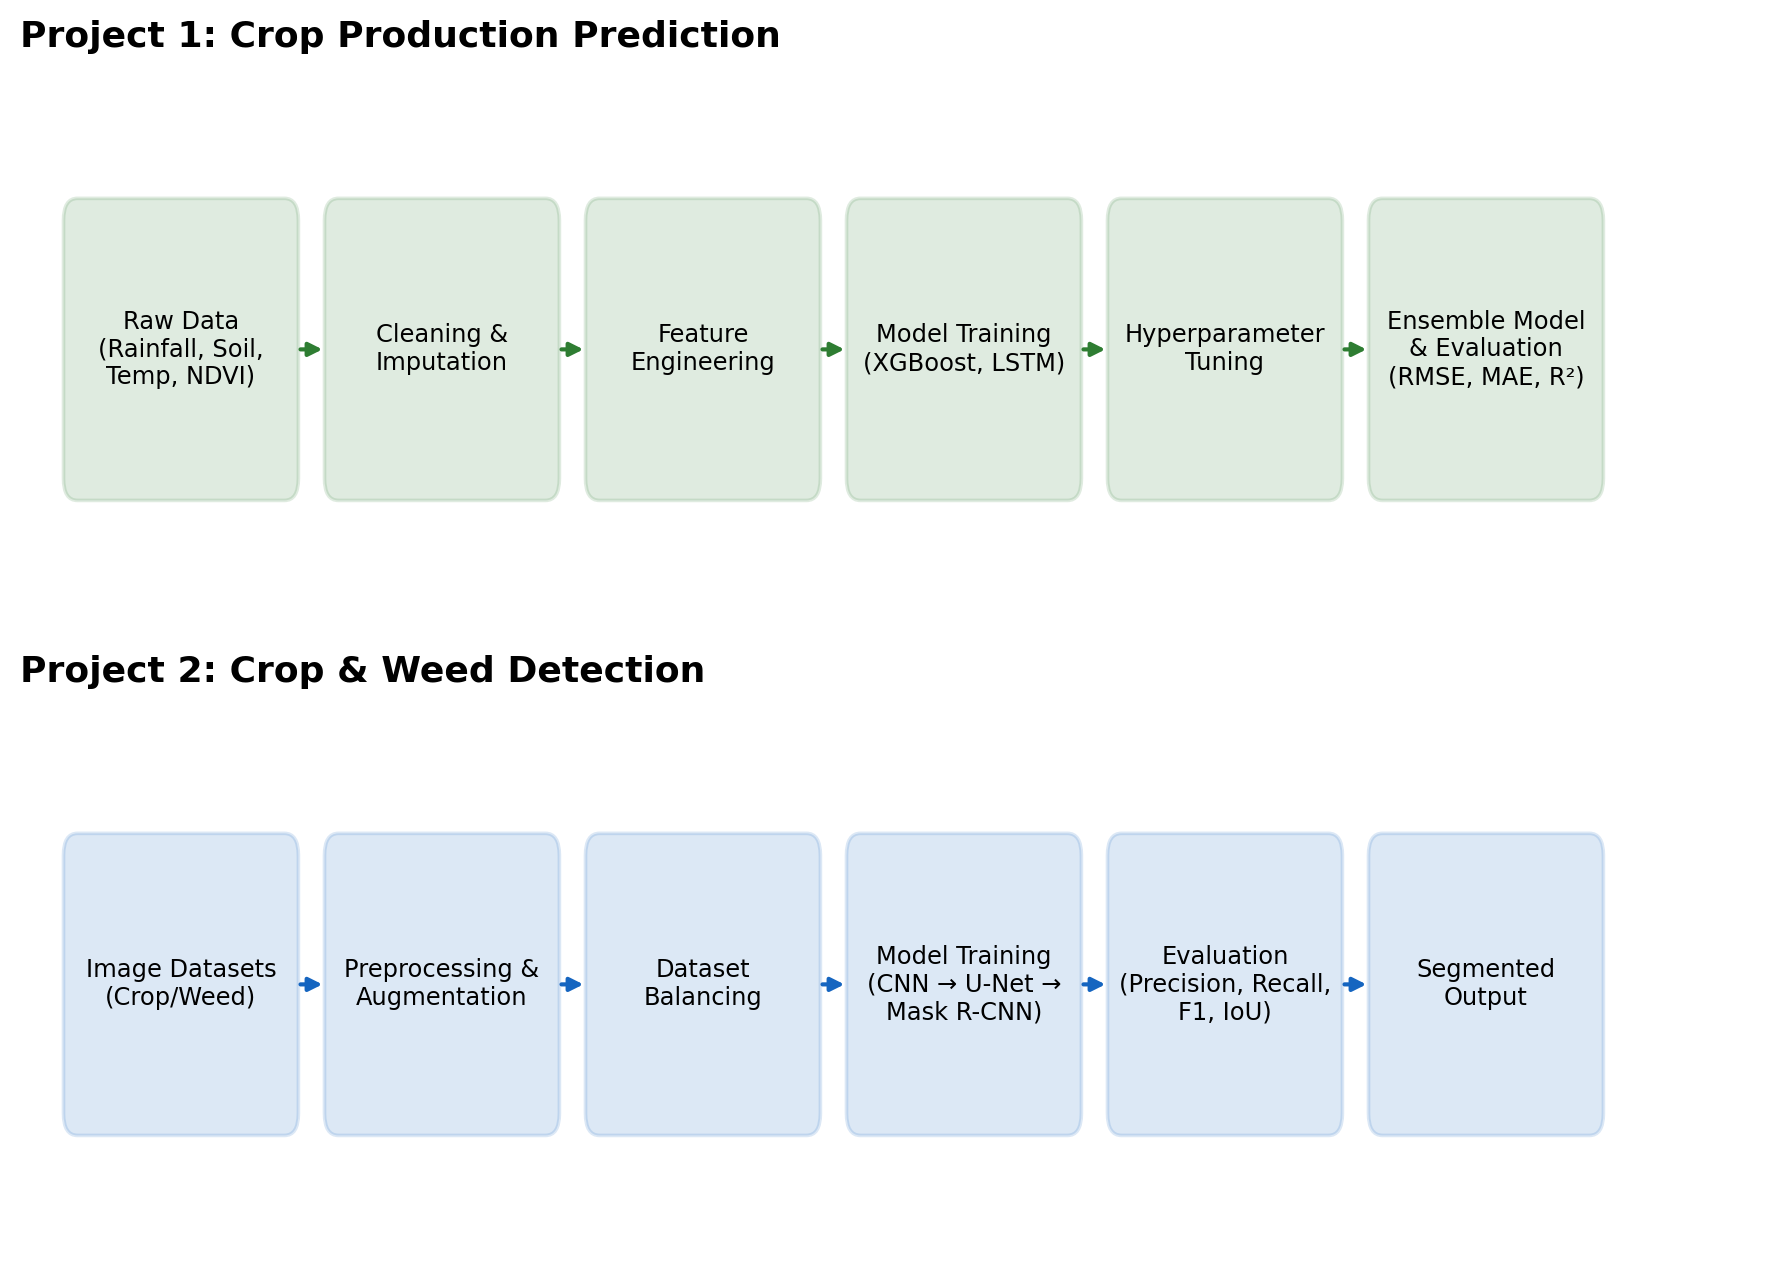 Project 1: Crop Production Prediction
Raw Data
(Rainfall, Soil,
Temp, NDVI)
Cleaning &
Imputation
Feature
Engineering
Model Training
(XGBoost, LSTM)
Hyperparameter
Tuning
Ensemble Model
& Evaluation
(RMSE, MAE, R²)
Project 2: Crop & Weed Detection
Image Datasets
(Crop/Weed)
Preprocessing &
Augmentation
Dataset
Balancing
Model Training
(CNN → U-Net →
Mask R-CNN)
Evaluation
(Precision, Recall,
F1, IoU)
Segmented
Output